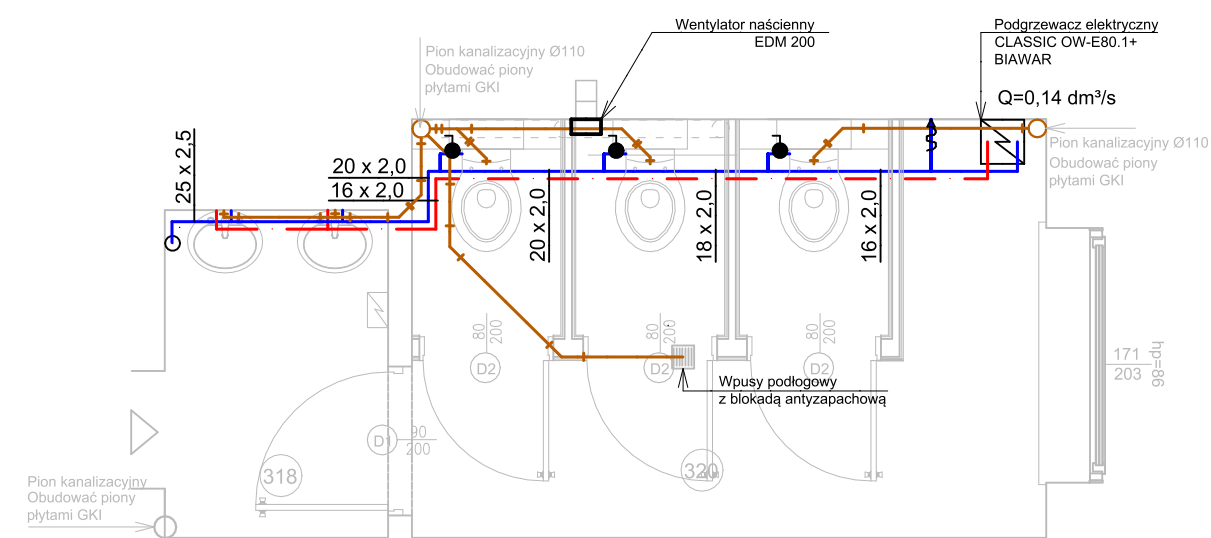 Wentylator naścienny
EDM 200
Podgrzewacz elektryczny
CLASSIC OW-E80.1+
BIAWAR
Q=0,14 dm³/s
Pion kanalizacyjny Ø110
Obudować piony
płytami GKI
Pion kanalizacyjny Ø110
Obudować piony
płytami GKI
25 x 2,5
20 x 2,0
16 x 2,0
20 x 2,0
18 x 2,0
16 x 2,0
80
200
80
200
80
200
D2
D2
D2
171
203
hp=86
Wpusy podłogowy
z blokadą antyzapachową
D1
90
200
318
320
Pion kanalizacyjny
Obudować piony
płytami GKI